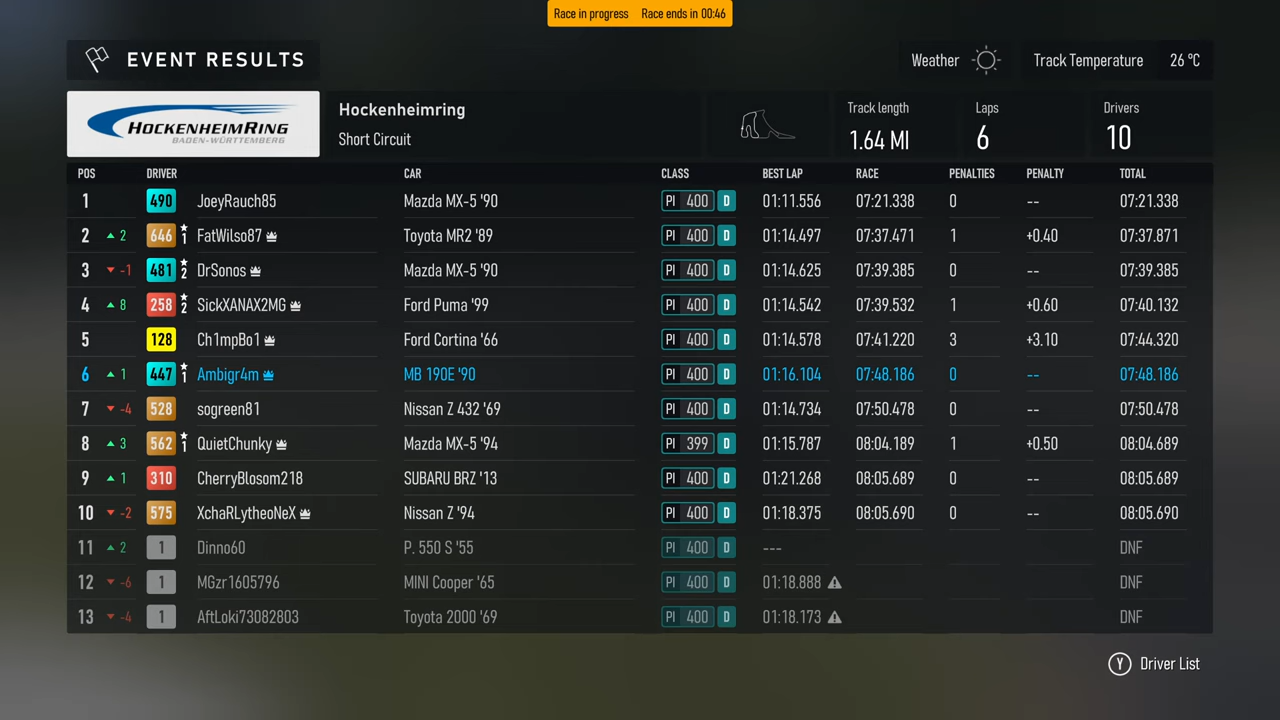 Race in progress Race ends in 00:46
EVENT RESULTS
Weather Track Temperature 26 ºC
HOCKENHEIMRING
BADEN-WÜRTTEMBERG
Hockenheimring
Short Circuit
Track length Laps Drivers
1.64 MI 6 10
POS DRIVER CAR CLASS BEST LAP RACE PENALTIES PENALTY TOTAL
1 490 JoeyRauch85 Mazda MX-5 '90 PI 400 D 01:11.556 07:21.338 0 -- 07:21.338
2 2 646 1 FatWilso87 Toyota MR2 '89 PI 400 D 01:14.497 07:37.471 1 +0.40 07:37.871
3 -1 481 2 DrSonos Mazda MX-5 '90 PI 400 D 01:14.625 07:39.385 0 -- 07:39.385
4 8 258 2 SickXANAX2MG Ford Puma '99 PI 400 D 01:14.542 07:39.532 1 +0.60 07:40.132
5 128 Ch1mpBo1 Ford Cortina '66 PI 400 D 01:14.578 07:41.220 3 +3.10 07:44.320
6 1 447 1 Ambigr4m MB 190E '90 PI 400 D 01:16.104 07:48.186 0 -- 07:48.186
7 -4 528 sogreen81 Nissan Z 432 '69 PI 400 D 01:14.734 07:50.478 0 -- 07:50.478
8 3 562 1 QuietChunky Mazda MX-5 '94 PI 399 D 01:15.787 08:04.189 1 +0.50 08:04.689
9 1 310 CherryBlosom218 SUBARU BRZ '13 PI 400 D 01:21.268 08:05.689 0 -- 08:05.689
10 -2 575 XchaRLytheoNeX Nissan Z '94 PI 400 D 01:18.375 08:05.690 0 -- 08:05.690
11 2 1 Dinno60 P. 550 S '55 PI 400 D --- DNF
12 -6 1 MGzr1605796 MINI Cooper '65 PI 400 D 01:18.888 DNF
13 -4 1 AftLoki73082803 Toyota 2000 '69 PI 400 D 01:18.173 DNF
Y Driver List